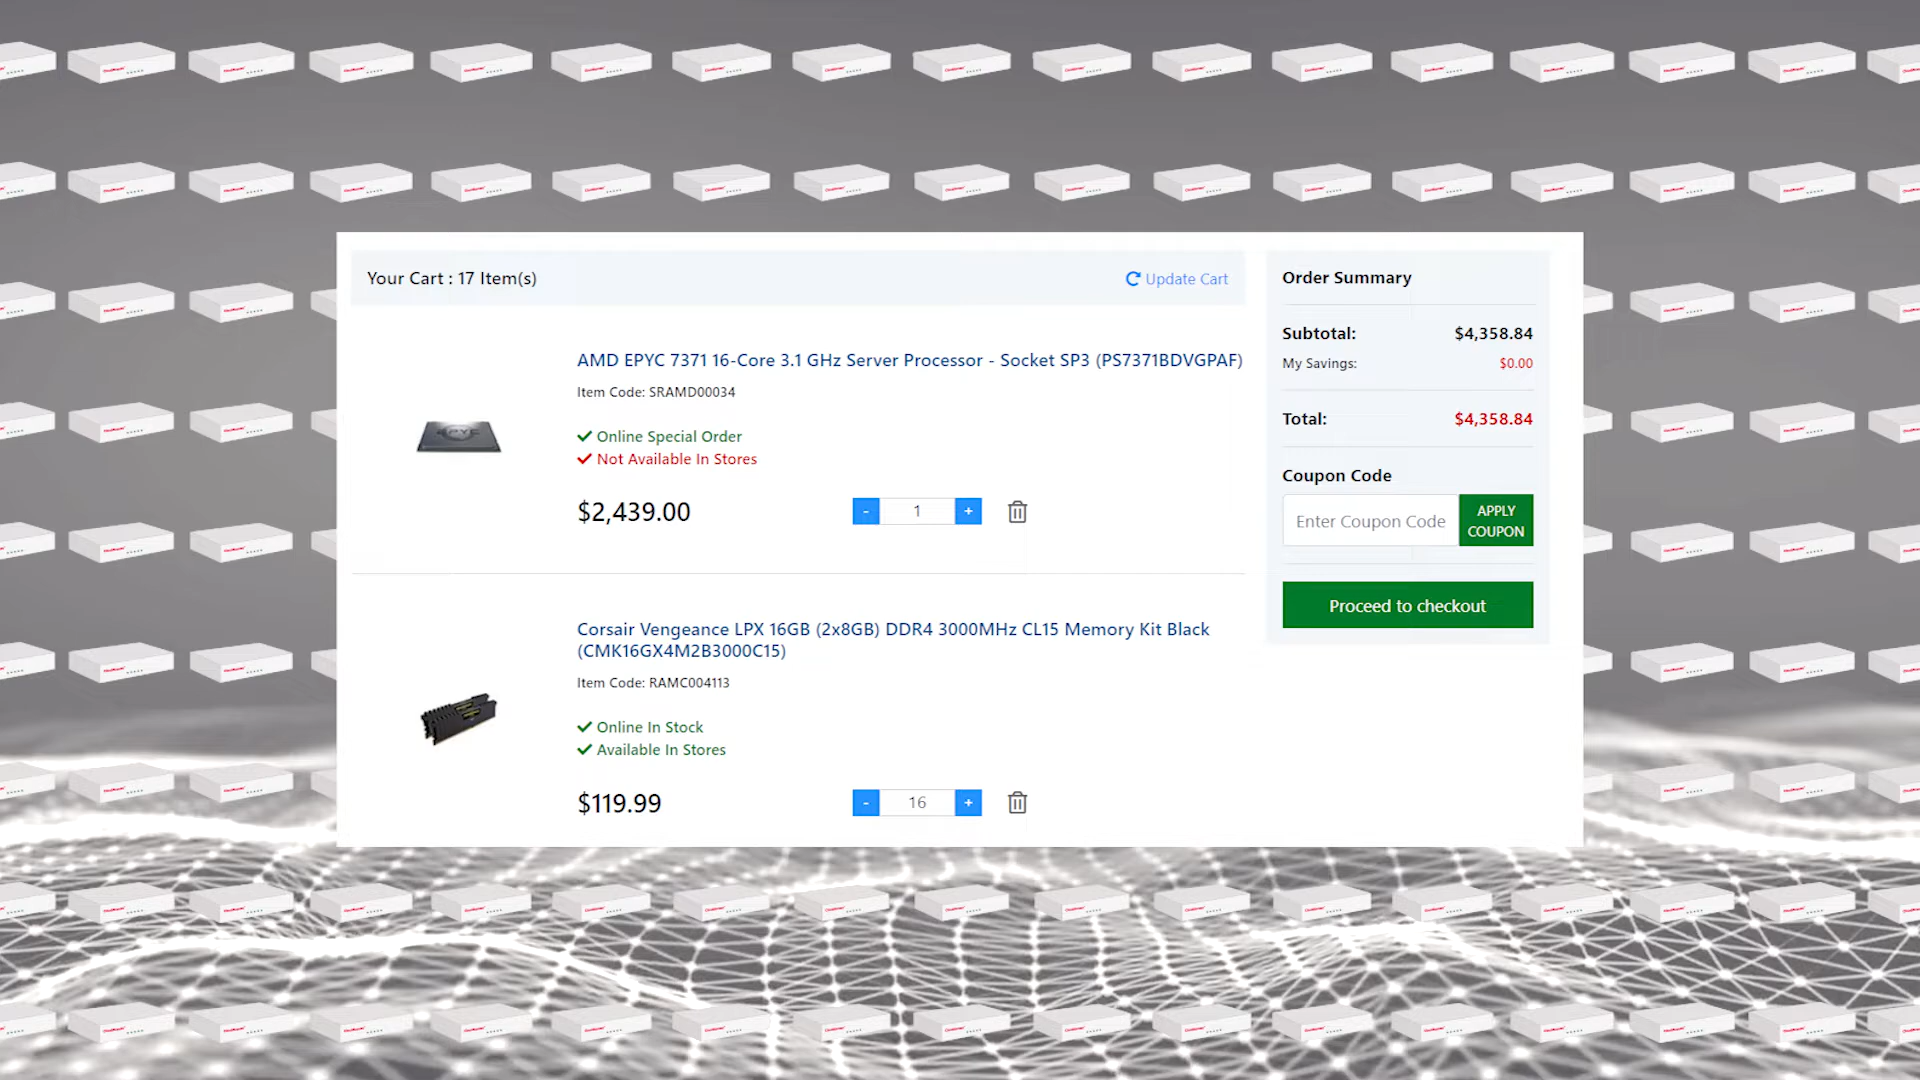 Your Cart : 17 Item(s)
Update Cart
AMD EPYC 7371 16-Core 3.1 GHz Server Processor - Socket SP3 (PS7371BDVGPAF)
Item Code: SRAMD00034
Online Special Order
Not Available In Stores
$2,439.00
- 1 +
Corsair Vengeance LPX 16GB (2x8GB) DDR4 3000MHz CL15 Memory Kit Black
(CMK16GX4M2B3000C15)
Item Code: RAMC004113
Online In Stock
Available In Stores
$119.99
- 16 +
Order Summary
Subtotal: $4,358.84
My Savings: $0.00
Total: $4,358.84
Coupon Code
Enter Coupon Code
APPLY
COUPON
Proceed to checkout